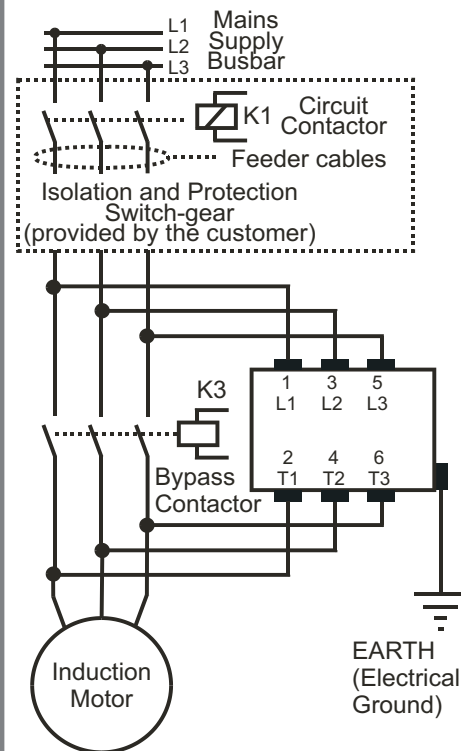 L1
L2
L3
Mains
Supply
Busbar
K1
Circuit
Contactor
Feeder cables
Isolation and Protection
Switch-gear
(provided by the customer)
K3
Bypass
Contactor
1 3 5
L1 L2 L3
2 4 6
T1 T2 T3
Induction
Motor
EARTH
(Electrical
Ground)